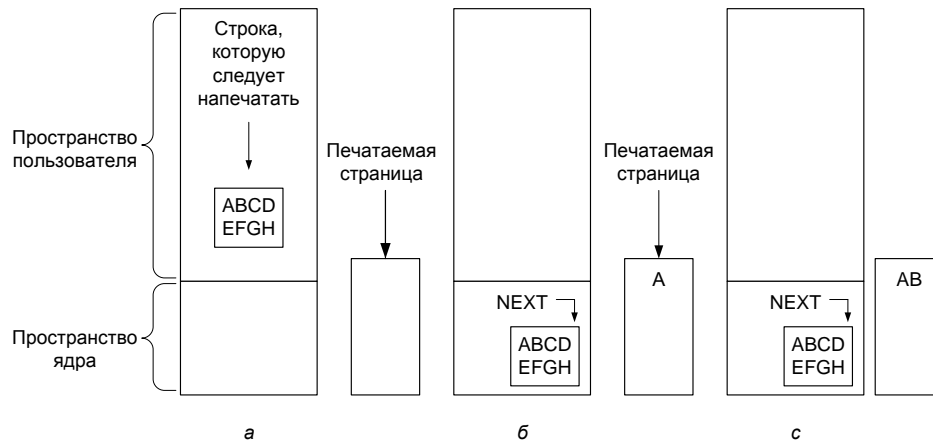 Строка,
которую
следует
напечатать
Пространство
пользователя
ABCD
EFGH
Печатаемая
страница
Печатаемая
страница
A
AB
Пространство
ядра
NEXT
ABCD
EFGH
NEXT
ABCD
EFGH
а
б
с